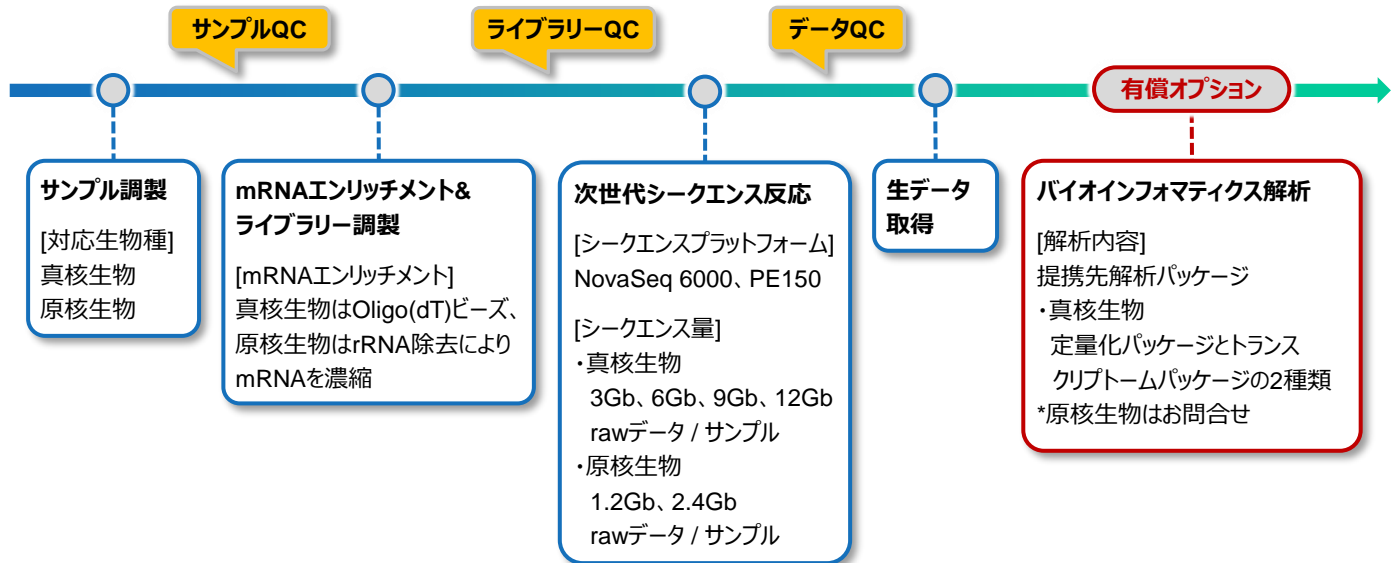 サンプルQC
ライブラリーQC
データQC
有償オプション
サンプル調製
[対応生物種]
真核生物
原核生物
mRNAエンリッチメント&
ライブラリー調製
[mRNAエンリッチメント]
真核生物はOligo(dT)ビーズ、
原核生物はrRNA除去により
mRNAを濃縮
次世代シークエンス反応
[シークエンスプラットフォーム]
NovaSeq 6000、PE150
[シークエンス量]
・真核生物
3Gb、6Gb、9Gb、12Gb
rawデータ / サンプル
・原核生物
1.2Gb、2.4Gb
rawデータ / サンプル
生データ
取得
バイオインフォマティクス解析
[解析内容]
提携先解析パッケージ
・真核生物
定量化パッケージとトランス
クリプトームパッケージの2種類
*原核生物はお問合せ